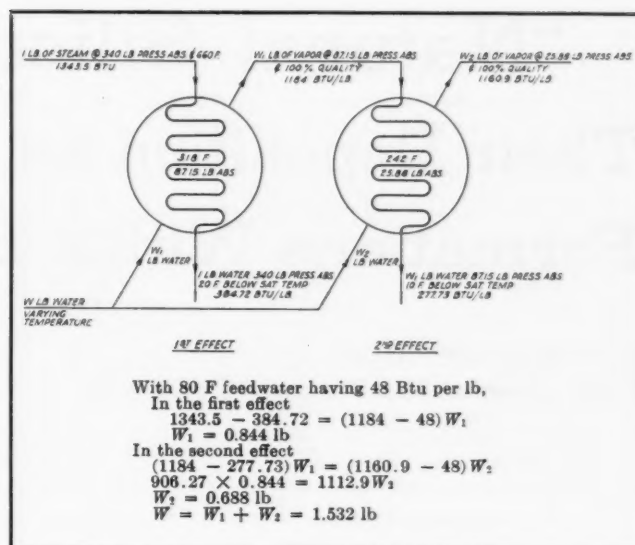 1 LB OF STEAM @ 340 LB PRESS ABS & 660 F.
1343.5 BTU
W₁ LB OF VAPOR @ 87.15 LB PRESS ABS
& 100% QUALITY
1184 BTU/LB
W₂ LB OF VAPOR @ 25.88 LB PRESS ABS
& 100% QUALITY
1160.9 BTU/LB
318 F
87.15 LB ABS
242 F
25.88 LB ABS
W₁
LB WATER
W₂
LB WATER
1 LB WATER 340 LB PRESS ABS
20 F BELOW SAT TEMP
384.72 BTU/LB
W₁ LB WATER 87.15 LB PRESS ABS
10 F BELOW SAT TEMP
277.73 BTU/LB
W LB WATER
VARYING
TEMPERATURE
1ST EFFECT
2ND EFFECT
With 80 F feedwater having 48 Btu per lb,
In the first effect
1343.5 − 384.72 = (1184 − 48)W₁
W₁ = 0.844 lb
In the second effect
(1184 − 277.73)W₁ = (1160.9 − 48)W₂
906.27 × 0.844 = 1112.9W₂
W₂ = 0.688 lb
W = W₁ + W₂ = 1.532 lb